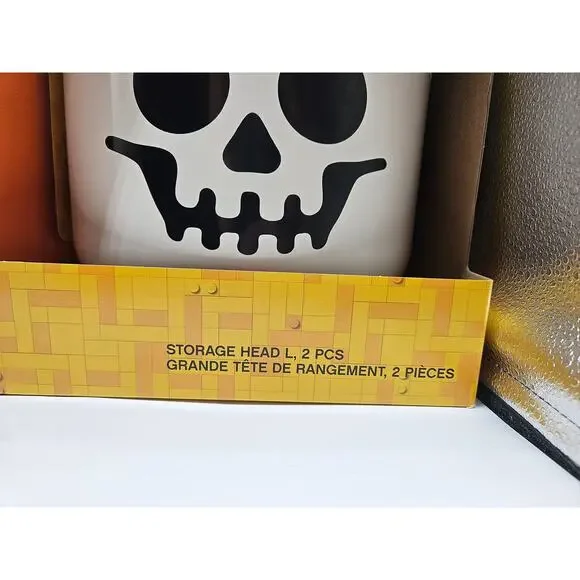 STORAGE HEAD L, 2 PCS
GRANDE TÊTE DE RANGEMENT, 2 PIÈCES